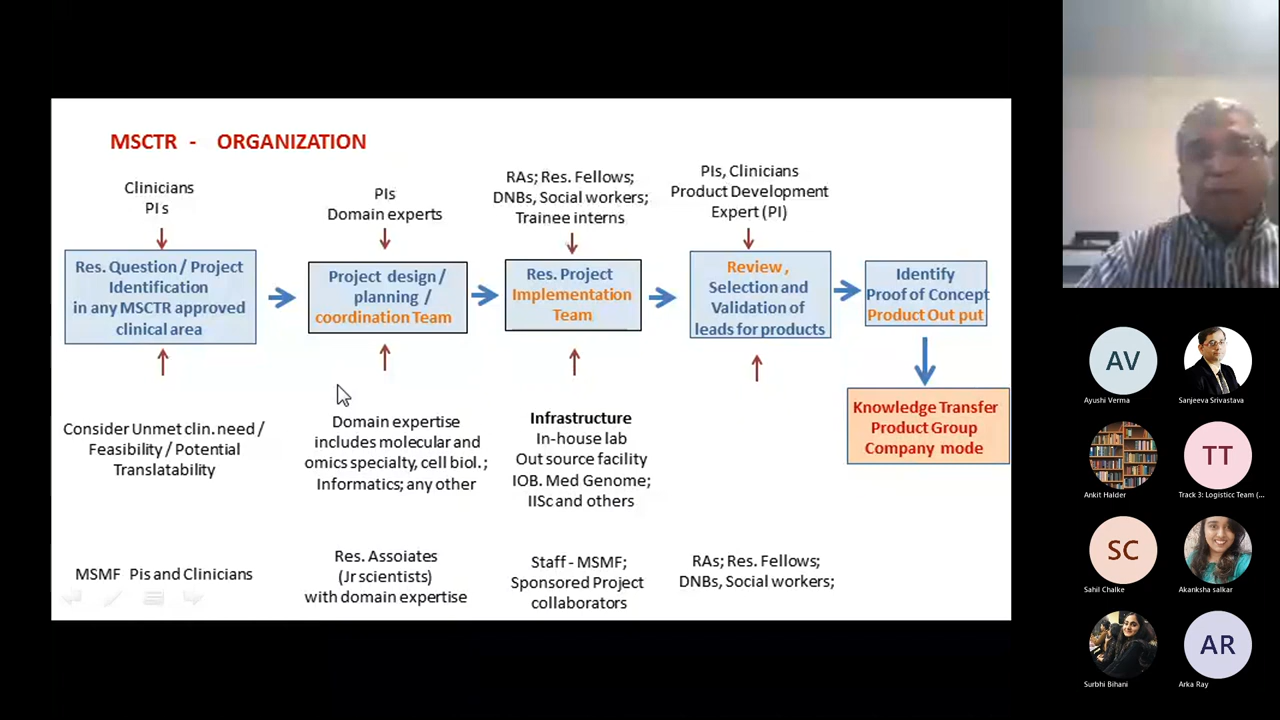 MSCTR - ORGANIZATION
Clinicians
PI s
PIs
Domain experts
RAs; Res. Fellows;
DNBs, Social workers;
Trainee interns
PIs, Clinicians
Product Development
Expert (PI)
Res. Question / Project
Identification
in any MSCTR approved
clinical area
Project design /
planning /
coordination Team
Res. Project
Implementation
Team
Review ,
Selection and
Validation of
leads for products
Identify
Proof of Concept
Product Out put
Knowledge Transfer
Product Group
Company mode
Consider Unmet clin. need /
Feasibility / Potential
Translatability
Domain expertise
includes molecular and
omics specialty, cell biol. ;
Informatics; any other
Infrastructure
In-house lab
Out source facility
IOB. Med Genome;
IISc and others
MSMF Pis and Clinicians
Res. Assoiates
(Jr scientists)
with domain expertise
Staff - MSMF;
Sponsored Project
collaborators
RAs; Res. Fellows;
DNBs, Social workers;
AV
Ayushi Verma
Sanjeeva Srivastava
Ankit Halder
TT
Track 3: Logisticc Team (...
SC
Sahil Chalke
Akanksha salkar
Surbhi Bihani
AR
Arka Ray